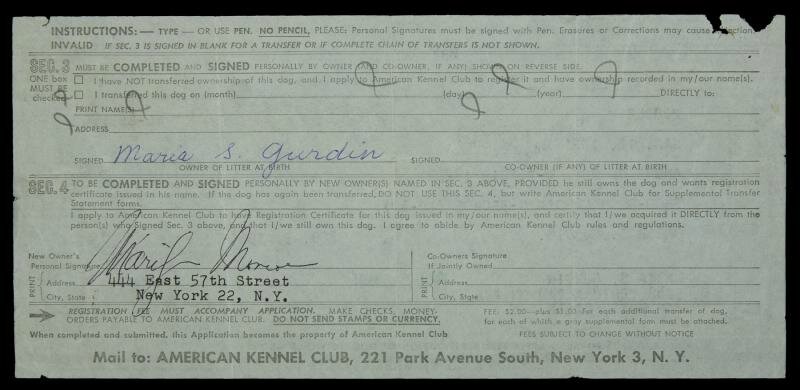 INSTRUCTIONS: — TYPE — OR USE PEN. NO PENCIL, PLEASE: Personal Signatures must be signed with Pen. Erasures or Corrections may cause
INVALID IF SEC. 3 IS SIGNED IN BLANK FOR A TRANSFER OR IF COMPLETE CHAIN OF TRANSFERS IS NOT SHOWN.
SEC. 3 MUST BE COMPLETED AND SIGNED PERSONALLY BY OWNER (AND CO-OWNER, IF ANY) SHOWN ON REVERSE SIDE.
ONE box MUST BE checked
I have NOT transferred ownership of this dog, and I apply to American Kennel Club to register it and have ownership recorded in my/our name(s).
I transferred this dog on (month) (day) (year) DIRECTLY to:
PRINT NAME(S)
ADDRESS
SIGNED Maria S. Gurdin SIGNED
OWNER OF LITTER AT BIRTH CO-OWNER (IF ANY) OF LITTER AT BIRTH
SEC. 4 TO BE COMPLETED AND SIGNED PERSONALLY BY NEW OWNER(S) NAMED IN SEC. 3 ABOVE, PROVIDED he still owns the dog and wants registration
certificate issued in his name. If the dog has again been transferred, DO NOT USE THIS SEC. 4, but write American Kennel Club for Supplemental Transfer
Statement forms.
I apply to American Kennel Club to have Registration Certificate for this dog issued in my/our name(s), and certify that I/we acquired it DIRECTLY from the
person(s) who Signed Sec. 3 above, and that I/we still own this dog. I agree to abide by American Kennel Club rules and regulations.
New Owner's
Personal Signature Marilyn Monroe
PRINT
Address 444 East 57th Street
City, State New York 22, N.Y.
Co-Owners Signature
If Jointly Owned
PRINT
Address
City, State
REGISTRATION FEE MUST ACCOMPANY APPLICATION. MAKE CHECKS, MONEY-
ORDERS PAYABLE TO AMERICAN KENNEL CLUB. DO NOT SEND STAMPS OR CURRENCY.
When completed and submitted, this Application becomes the property of American Kennel Club
FEE: $2.00—plus $1.00 For each additional transfer of dog,
for each of which a gray supplemental form must be attached.
FEES SUBJECT TO CHANGE WITHOUT NOTICE
Mail to: AMERICAN KENNEL CLUB, 221 Park Avenue South, New York 3, N. Y.